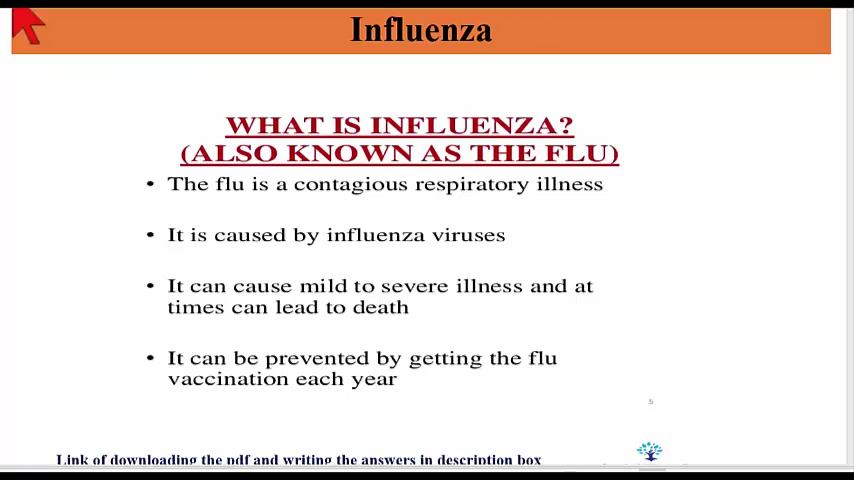 Influenza
WHAT IS INFLUENZA?
(ALSO KNOWN AS THE FLU)
• The flu is a contagious respiratory illness
• It is caused by influenza viruses
• It can cause mild to severe illness and at
times can lead to death
• It can be prevented by getting the flu
vaccination each year
5
Link of downloading the pdf and writing the answers in description box